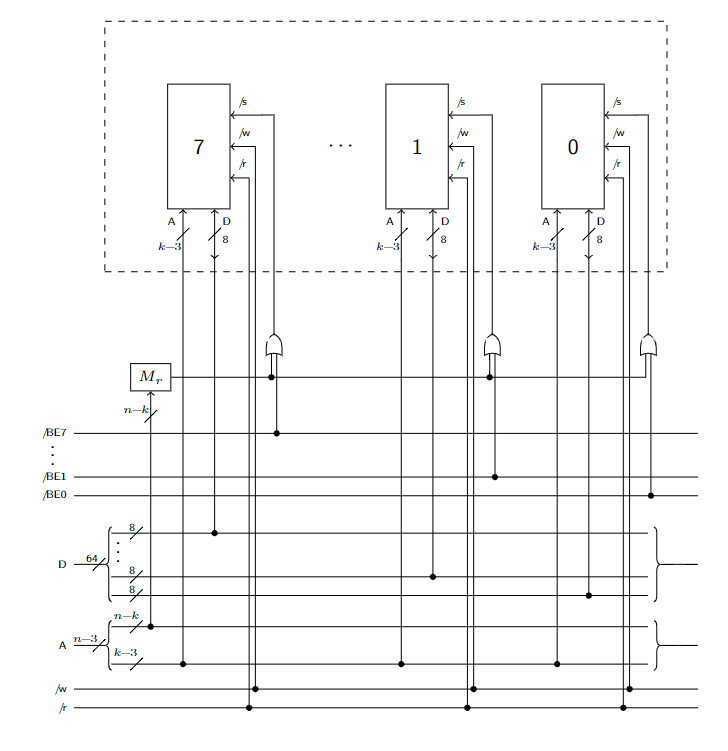 /s /s /s
/w /w /w
7 ··· 1 0
/r /r /r
A D A D A D
8 8 8
k−3 k−3 k−3
M_r
n−k
/BE7
⋮
/BE1
/BE0
8
⋮
D 64
8
8
n−k
A n−3
k−3
/w
/r